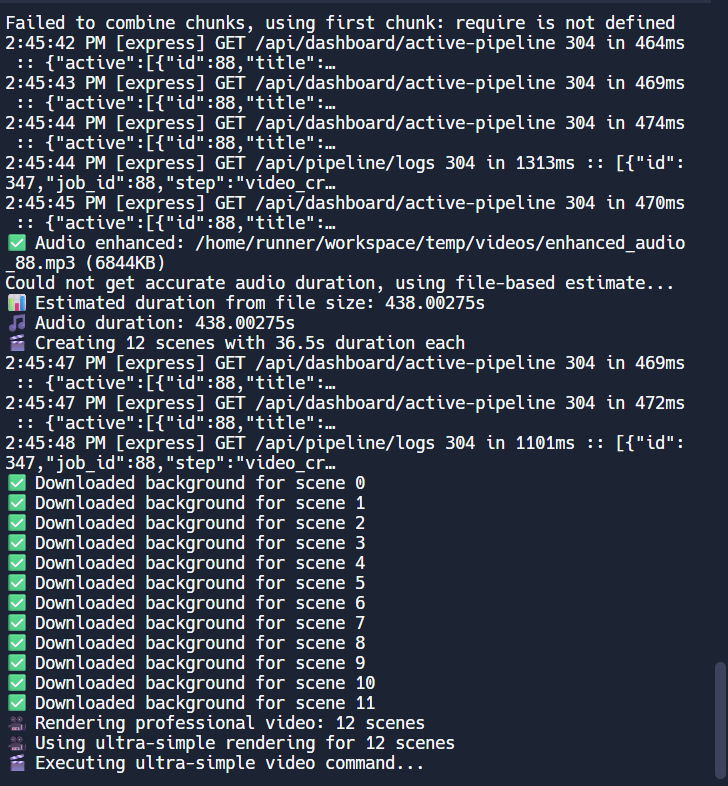 Failed to combine chunks, using first chunk: require is not defined
2:45:42 PM [express] GET /api/dashboard/active-pipeline 304 in 464ms
:: {"active":[{"id":88,"title":…
2:45:43 PM [express] GET /api/dashboard/active-pipeline 304 in 469ms
:: {"active":[{"id":88,"title":…
2:45:44 PM [express] GET /api/dashboard/active-pipeline 304 in 474ms
:: {"active":[{"id":88,"title":…
2:45:44 PM [express] GET /api/pipeline/logs 304 in 1313ms :: [{"id":
347,"job_id":88,"step":"video_cr…
2:45:45 PM [express] GET /api/dashboard/active-pipeline 304 in 470ms
:: {"active":[{"id":88,"title":…
✅ Audio enhanced: /home/runner/workspace/temp/videos/enhanced_audio
_88.mp3 (6844KB)
Could not get accurate audio duration, using file-based estimate...
📊 Estimated duration from file size: 438.00275s
🎵 Audio duration: 438.00275s
🎬 Creating 12 scenes with 36.5s duration each
2:45:47 PM [express] GET /api/dashboard/active-pipeline 304 in 469ms
:: {"active":[{"id":88,"title":…
2:45:47 PM [express] GET /api/dashboard/active-pipeline 304 in 472ms
:: {"active":[{"id":88,"title":…
2:45:48 PM [express] GET /api/pipeline/logs 304 in 1101ms :: [{"id":
347,"job_id":88,"step":"video_cr…
✅ Downloaded background for scene 0
✅ Downloaded background for scene 1
✅ Downloaded background for scene 2
✅ Downloaded background for scene 3
✅ Downloaded background for scene 4
✅ Downloaded background for scene 5
✅ Downloaded background for scene 6
✅ Downloaded background for scene 7
✅ Downloaded background for scene 8
✅ Downloaded background for scene 9
✅ Downloaded background for scene 10
✅ Downloaded background for scene 11
🎥 Rendering professional video: 12 scenes
🎥 Using ultra-simple rendering for 12 scenes
🎬 Executing ultra-simple video command...